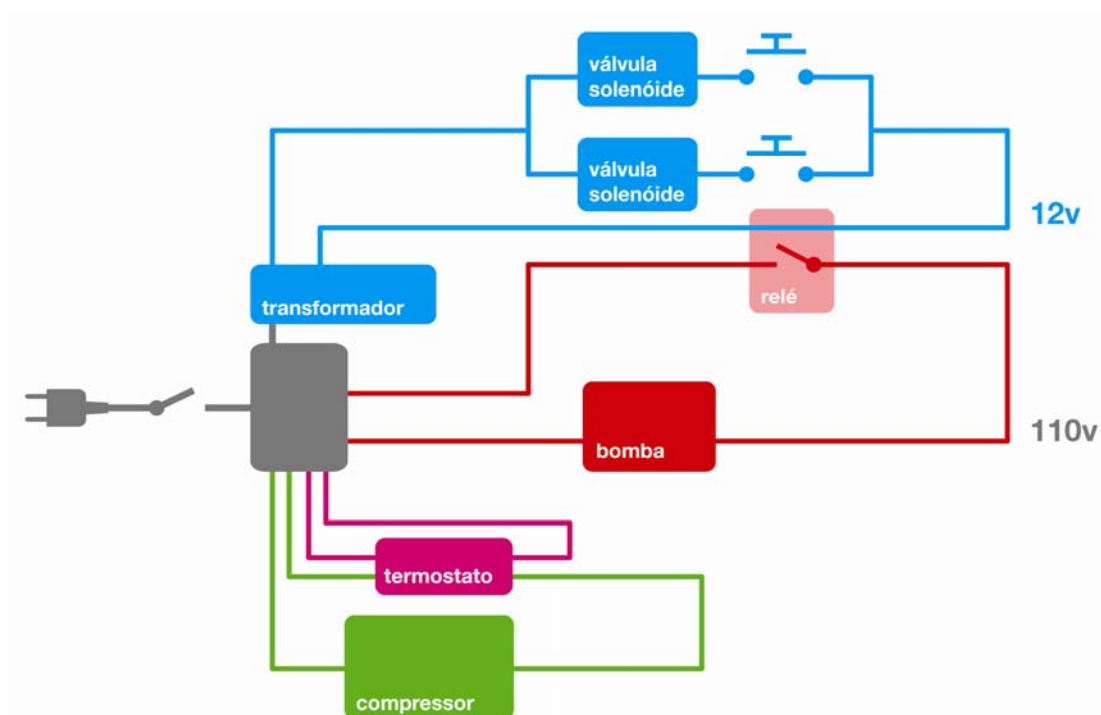 válvula
solenóide
válvula
solenóide
12v
relé
transformador
110v
bomba
termostato
compressor